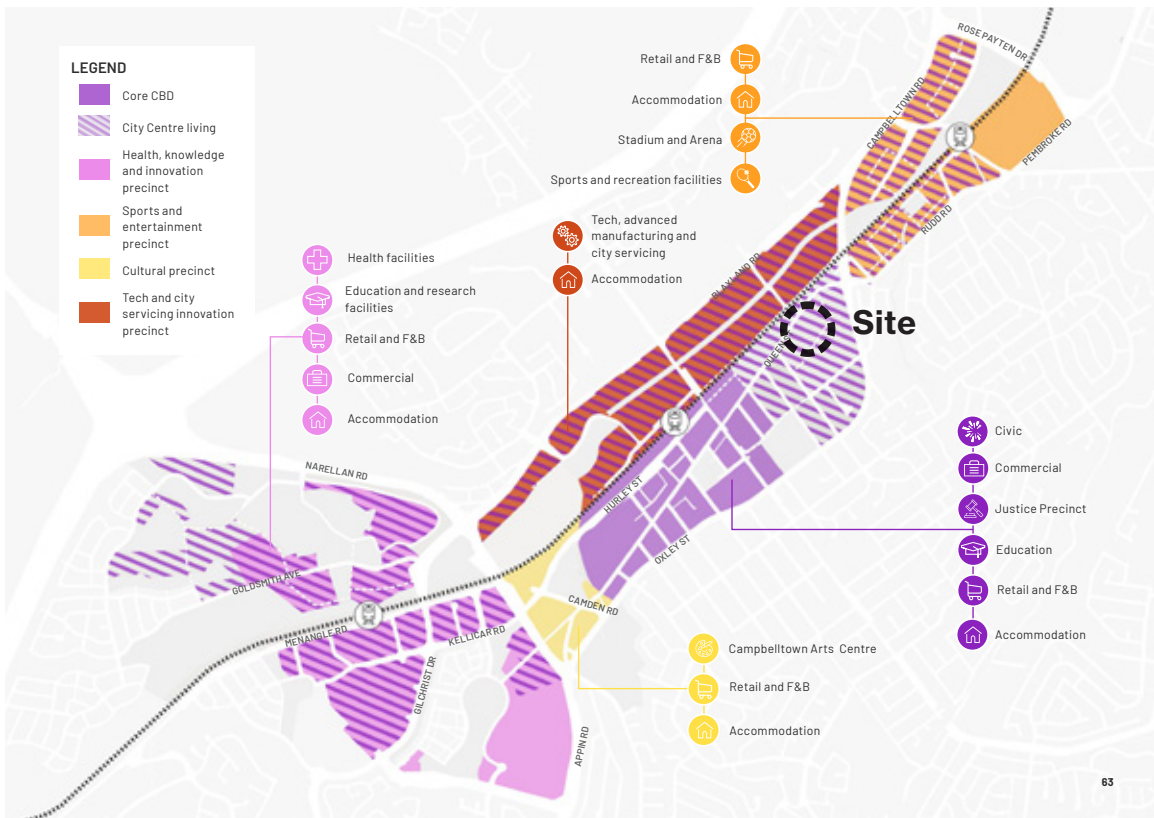 LEGEND
Core CBD
City Centre living
Health, knowledge
and innovation
precinct
Sports and
entertainment
precinct
Cultural precinct
Tech and city
servicing innovation
precinct
Retail and F&B
Accommodation
Stadium and Arena
Sports and recreation facilities
Tech, advanced
manufacturing and
city servicing
Accommodation
Health facilities
Education and research
facilities
Retail and F&B
Commercial
Accommodation
ROSE PAYTEN DR
CAMPBELLTOWN RD
PEMBROKE RD
RUDD RD
BLAXLAND RD
QUEEN ST
Site
Civic
Commercial
Justice Precinct
Education
Retail and F&B
Accommodation
NARELLAN RD
HURLEY ST
OXLEY ST
GOLDSMITH AVE
CAMDEN RD
MENANGLE RD
KELLICAR RD
GILCHRIST DR
APPIN RD
Campbelltown Arts Centre
Retail and F&B
Accommodation
63